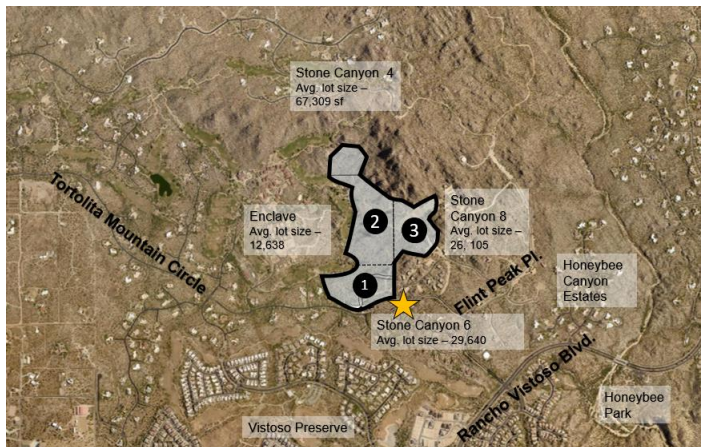 Stone Canyon 4
Avg. lot size –
67,309 sf
Tortolita Mountain Circle
Enclave
Avg. lot size –
12,638
2
3
1
Stone
Canyon 8
Avg. lot size –
26, 105
Flint Peak Pl.
Honeybee
Canyon
Estates
Stone Canyon 6
Avg. lot size – 29,640
Rancho Vistoso Blvd.
Honeybee
Park
Vistoso Preserve